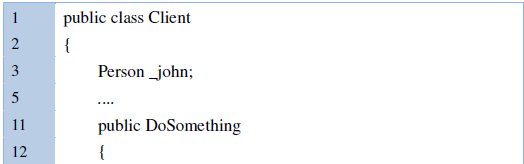 1 public class Client
2 {
3 Person _john;
5 ....
11 public DoSomething
12 {